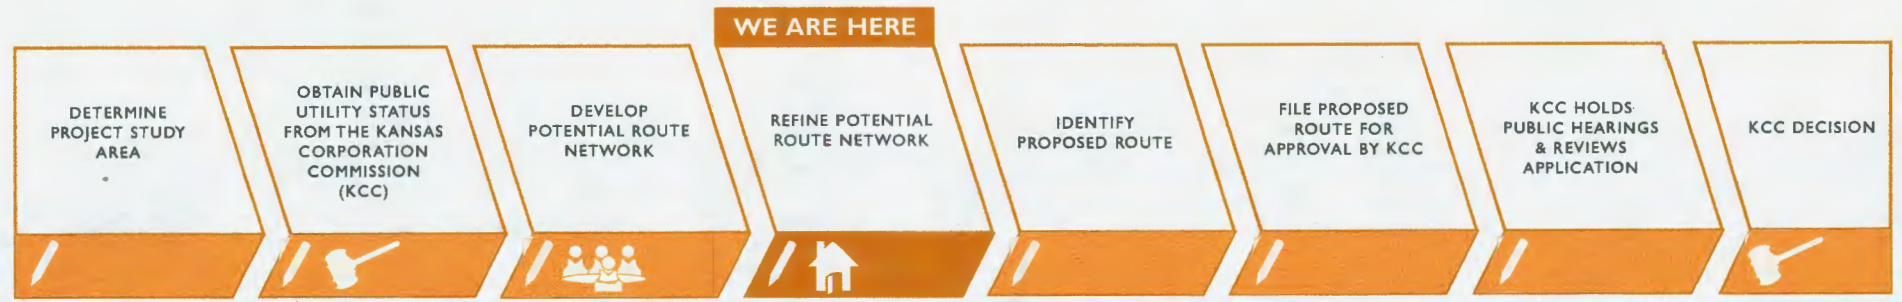 WE ARE HERE
DETERMINE
PROJECT STUDY
AREA
OBTAIN PUBLIC
UTILITY STATUS
FROM THE KANSAS
CORPORATION
COMMISSION
(KCC)
DEVELOP
POTENTIAL ROUTE
NETWORK
REFINE POTENTIAL
ROUTE NETWORK
IDENTIFY
PROPOSED ROUTE
FILE PROPOSED
ROUTE FOR
APPROVAL BY KCC
KCC HOLDS
PUBLIC HEARINGS
& REVIEWS
APPLICATION
KCC DECISION